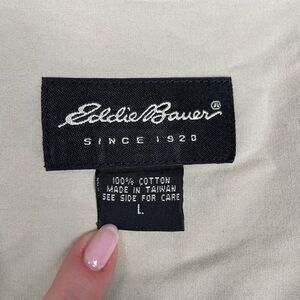 Eddie Bauer®
SINCE 1920
100% COTTON
MADE IN TAIWAN
SEE SIDE FOR CARE
L